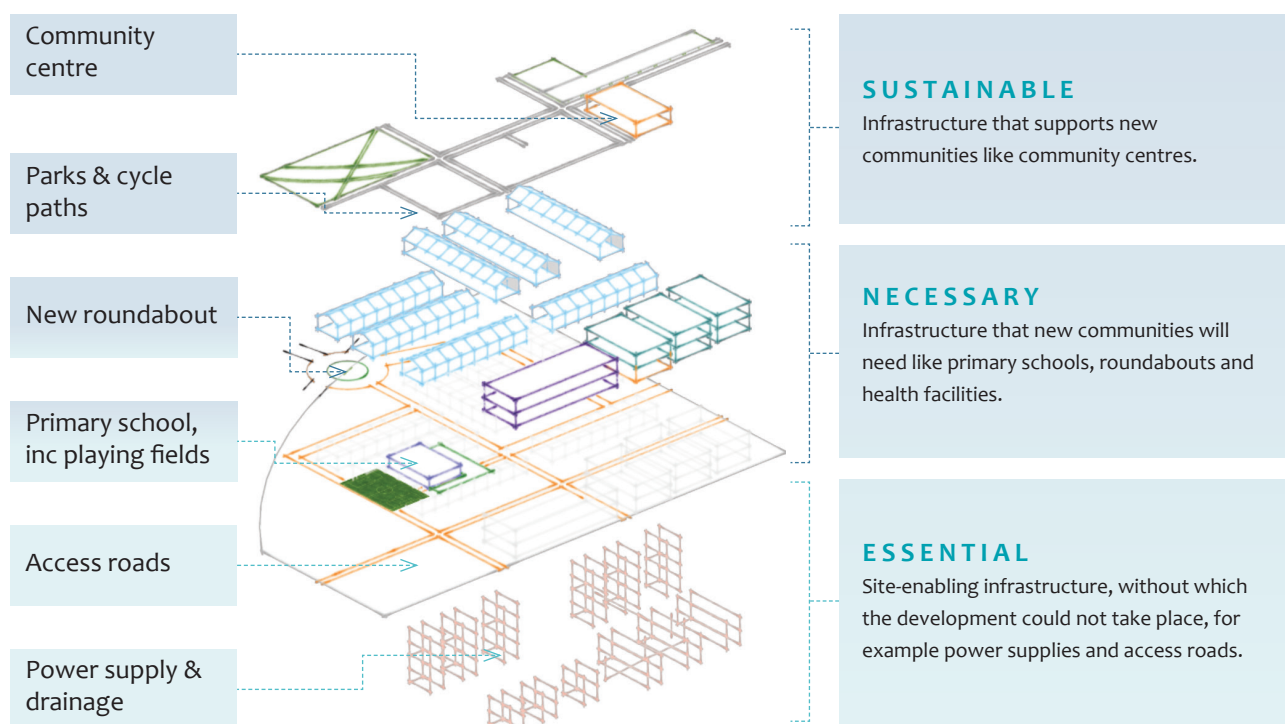 Community
centre
Parks & cycle
paths
New roundabout
Primary school,
inc playing fields
Access roads
Power supply &
drainage
SUSTAINABLE
Infrastructure that supports new
communities like community centres.
NECESSARY
Infrastructure that new communities will
need like primary schools, roundabouts and
health facilities.
ESSENTIAL
Site-enabling infrastructure, without which
the development could not take place, for
example power supplies and access roads.